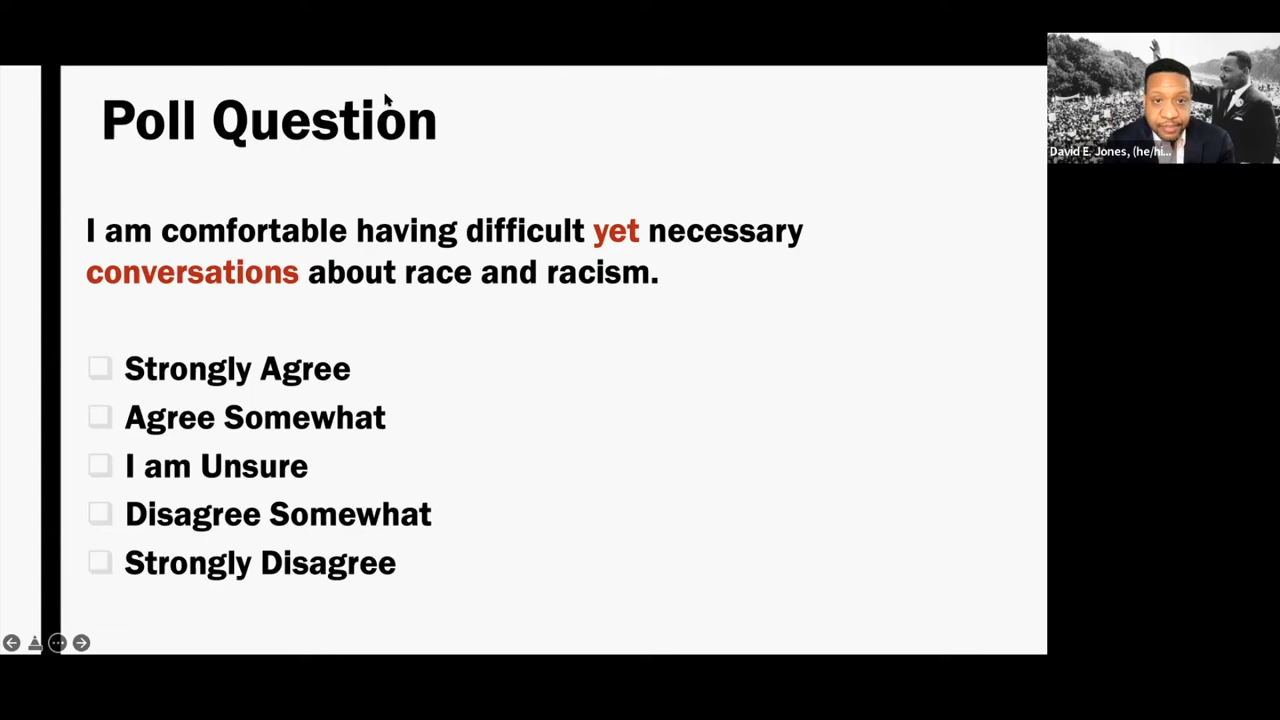 Poll Question
I am comfortable having difficult yet necessary
conversations about race and racism.
Strongly Agree
Agree Somewhat
I am Unsure
Disagree Somewhat
Strongly Disagree
David E. Jones, (he/hi...